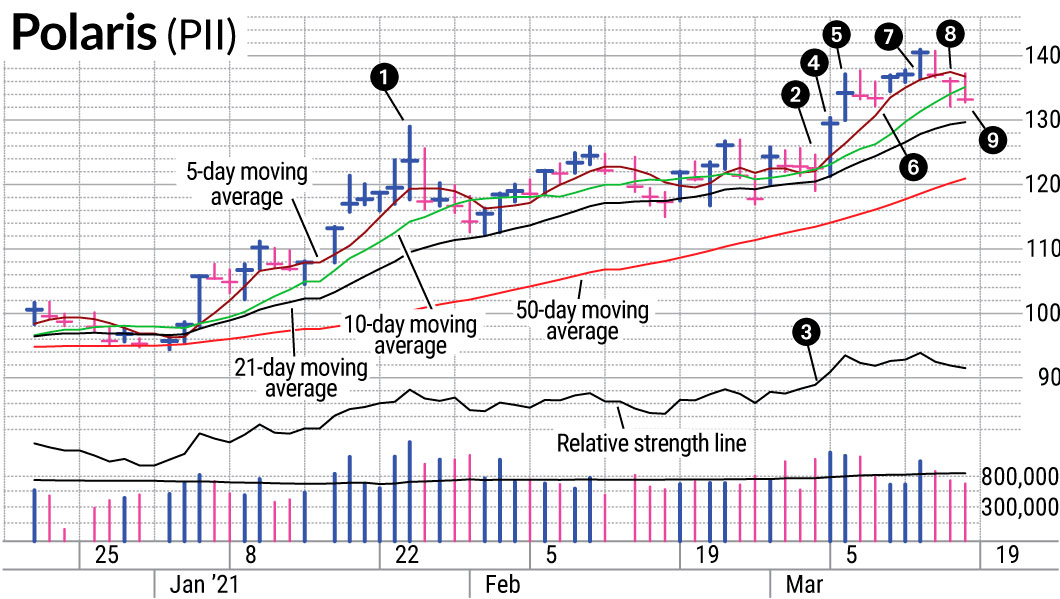 Polaris (PII)
140
130
120
110
100
90
1
2
3
4
5
6
7
8
9
5-day moving
average
10-day moving
average
21-day moving
average
50-day moving
average
Relative strength line
800,000
300,000
25 8 22 5 19 5 19
Jan ’21 Feb Mar